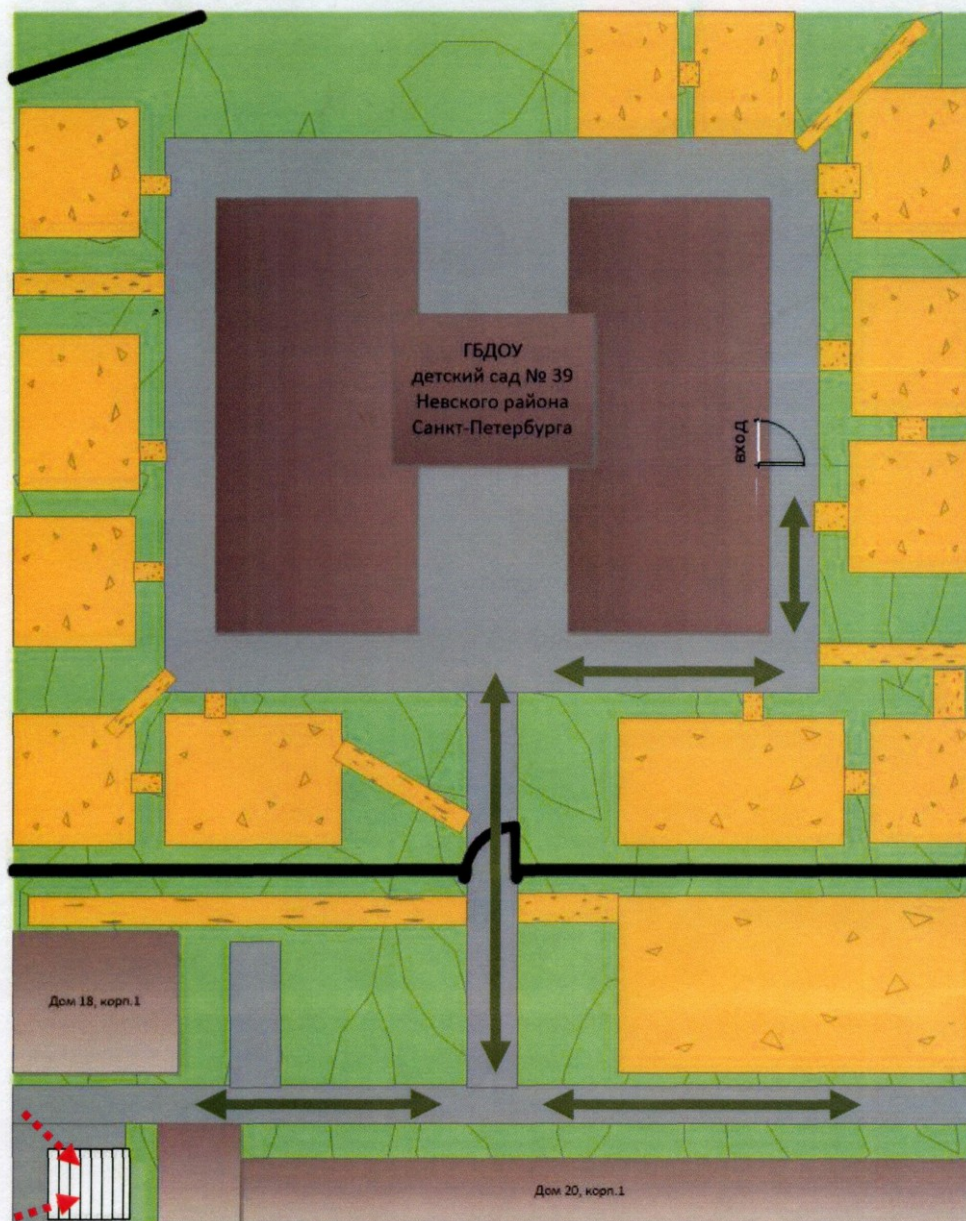 ГБДОУ
детский сад № 39
Невского района
Санкт-Петербурга
вход
Дом 18, корп.1
Дом 20, корп.1